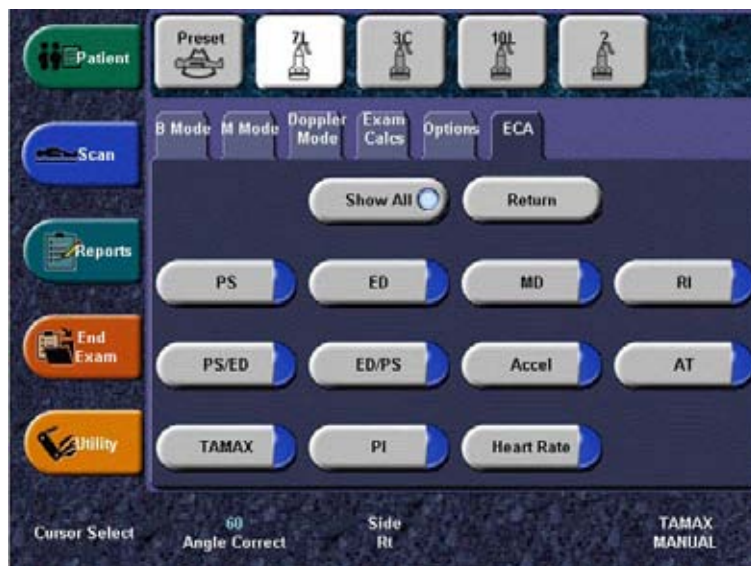 Patient
Preset
7L
3C
10L
2
Scan
B Mode
M Mode
Doppler
Mode
Exam
Calcs
Options
ECA
Show All
Return
Reports
PS
ED
MD
RI
End
Exam
PS/ED
ED/PS
Accel
AT
Utility
TAMAX
PI
Heart Rate
Cursor Select
60
Angle Correct
Side
Rt
TAMAX
MANUAL